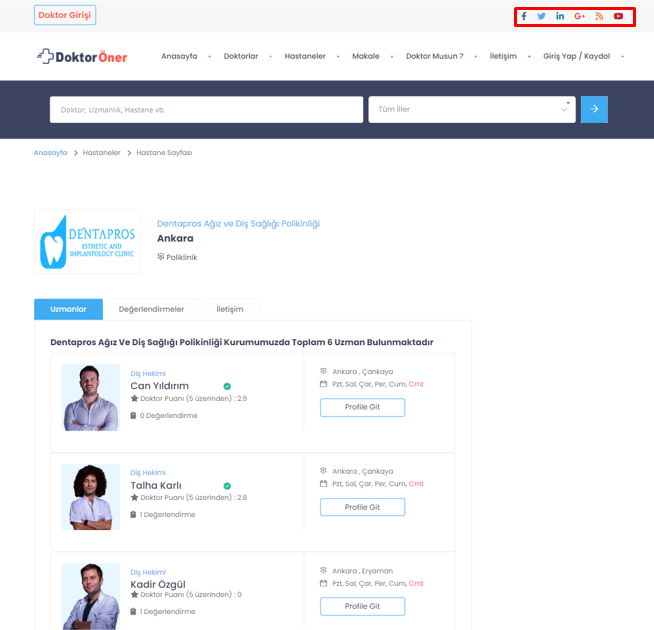 Doktor Girişi
Doktor Öner
Anasayfa • Doktorlar • Hastaneler • Makale • Doktor Musun ? • İletişim • Giriş Yap / Kaydol •
Doktor, Uzmanlık, Hastane vb. Tüm İller
Anasayfa > Hastaneler > Hastane Sayfası
DENTAPROS
ESTHETIC AND
IMPLANTOLOGY CLINIC
Dentapros Ağız ve Diş Sağlığı Polikinliği
Ankara
Poliklinik
Uzmanlar Değerlendirmeler İletişim
Dentapros Ağız Ve Diş Sağlığı Polikinliği Kurumumuzda Toplam 6 Uzman Bulunmaktadır
Diş Hekimi
Can Yıldırım
Doktor Puanı (5 üzerinden) : 2.9
0 Değerlendirme
Ankara , Çankaya
Pzt, Sal, Çar, Per, Cum, Cmt
Profile Git
Diş Hekimi
Talha Karlı
Doktor Puanı (5 üzerinden) : 2.8
1 Değerlendirme
Ankara , Çankaya
Pzt, Sal, Çar, Per, Cum, Cmt
Profile Git
Diş Hekimi
Kadir Özgül
Doktor Puanı (5 üzerinden) : 0
1 Değerlendirme
Ankara , Eryaman
Pzt, Sal, Çar, Per, Cum, Cmt
Profile Git